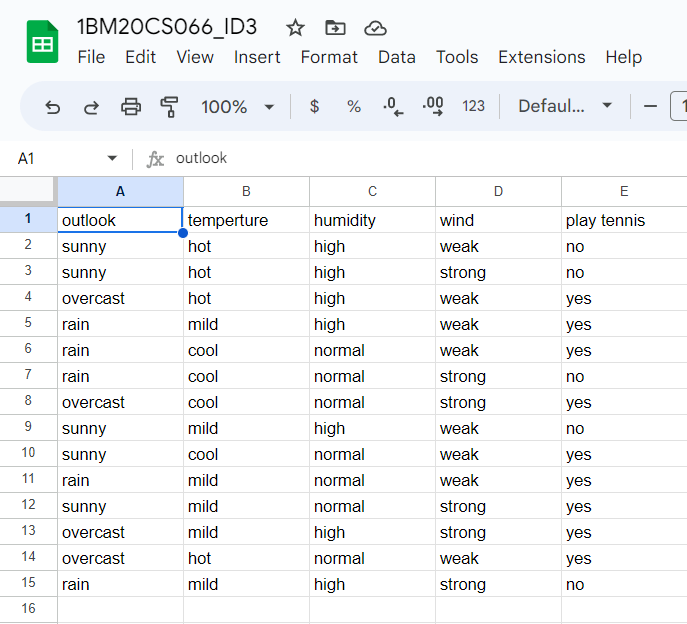 1BM20CS066_ID3
File Edit View Insert Format Data Tools Extensions Help
100% $ % .0 .00 123 Defaul... 1
A1 fx outlook
A B C D E
1 outlook temperture humidity wind play tennis
2 sunny hot high weak no
3 sunny hot high strong no
4 overcast hot high weak yes
5 rain mild high weak yes
6 rain cool normal weak yes
7 rain cool normal strong no
8 overcast cool normal strong yes
9 sunny mild high weak no
10 sunny cool normal weak yes
11 rain mild normal weak yes
12 sunny mild normal strong yes
13 overcast mild high strong yes
14 overcast hot normal weak yes
15 rain mild high strong no
16